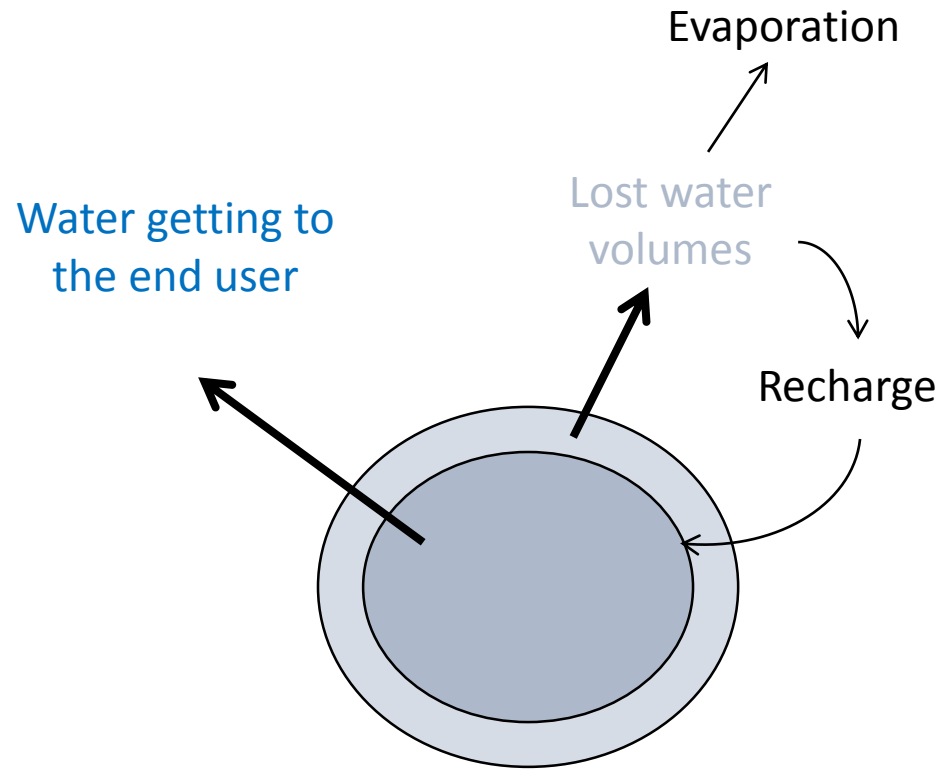 Evaporation
Water getting to
the end user
Lost water
volumes
Recharge